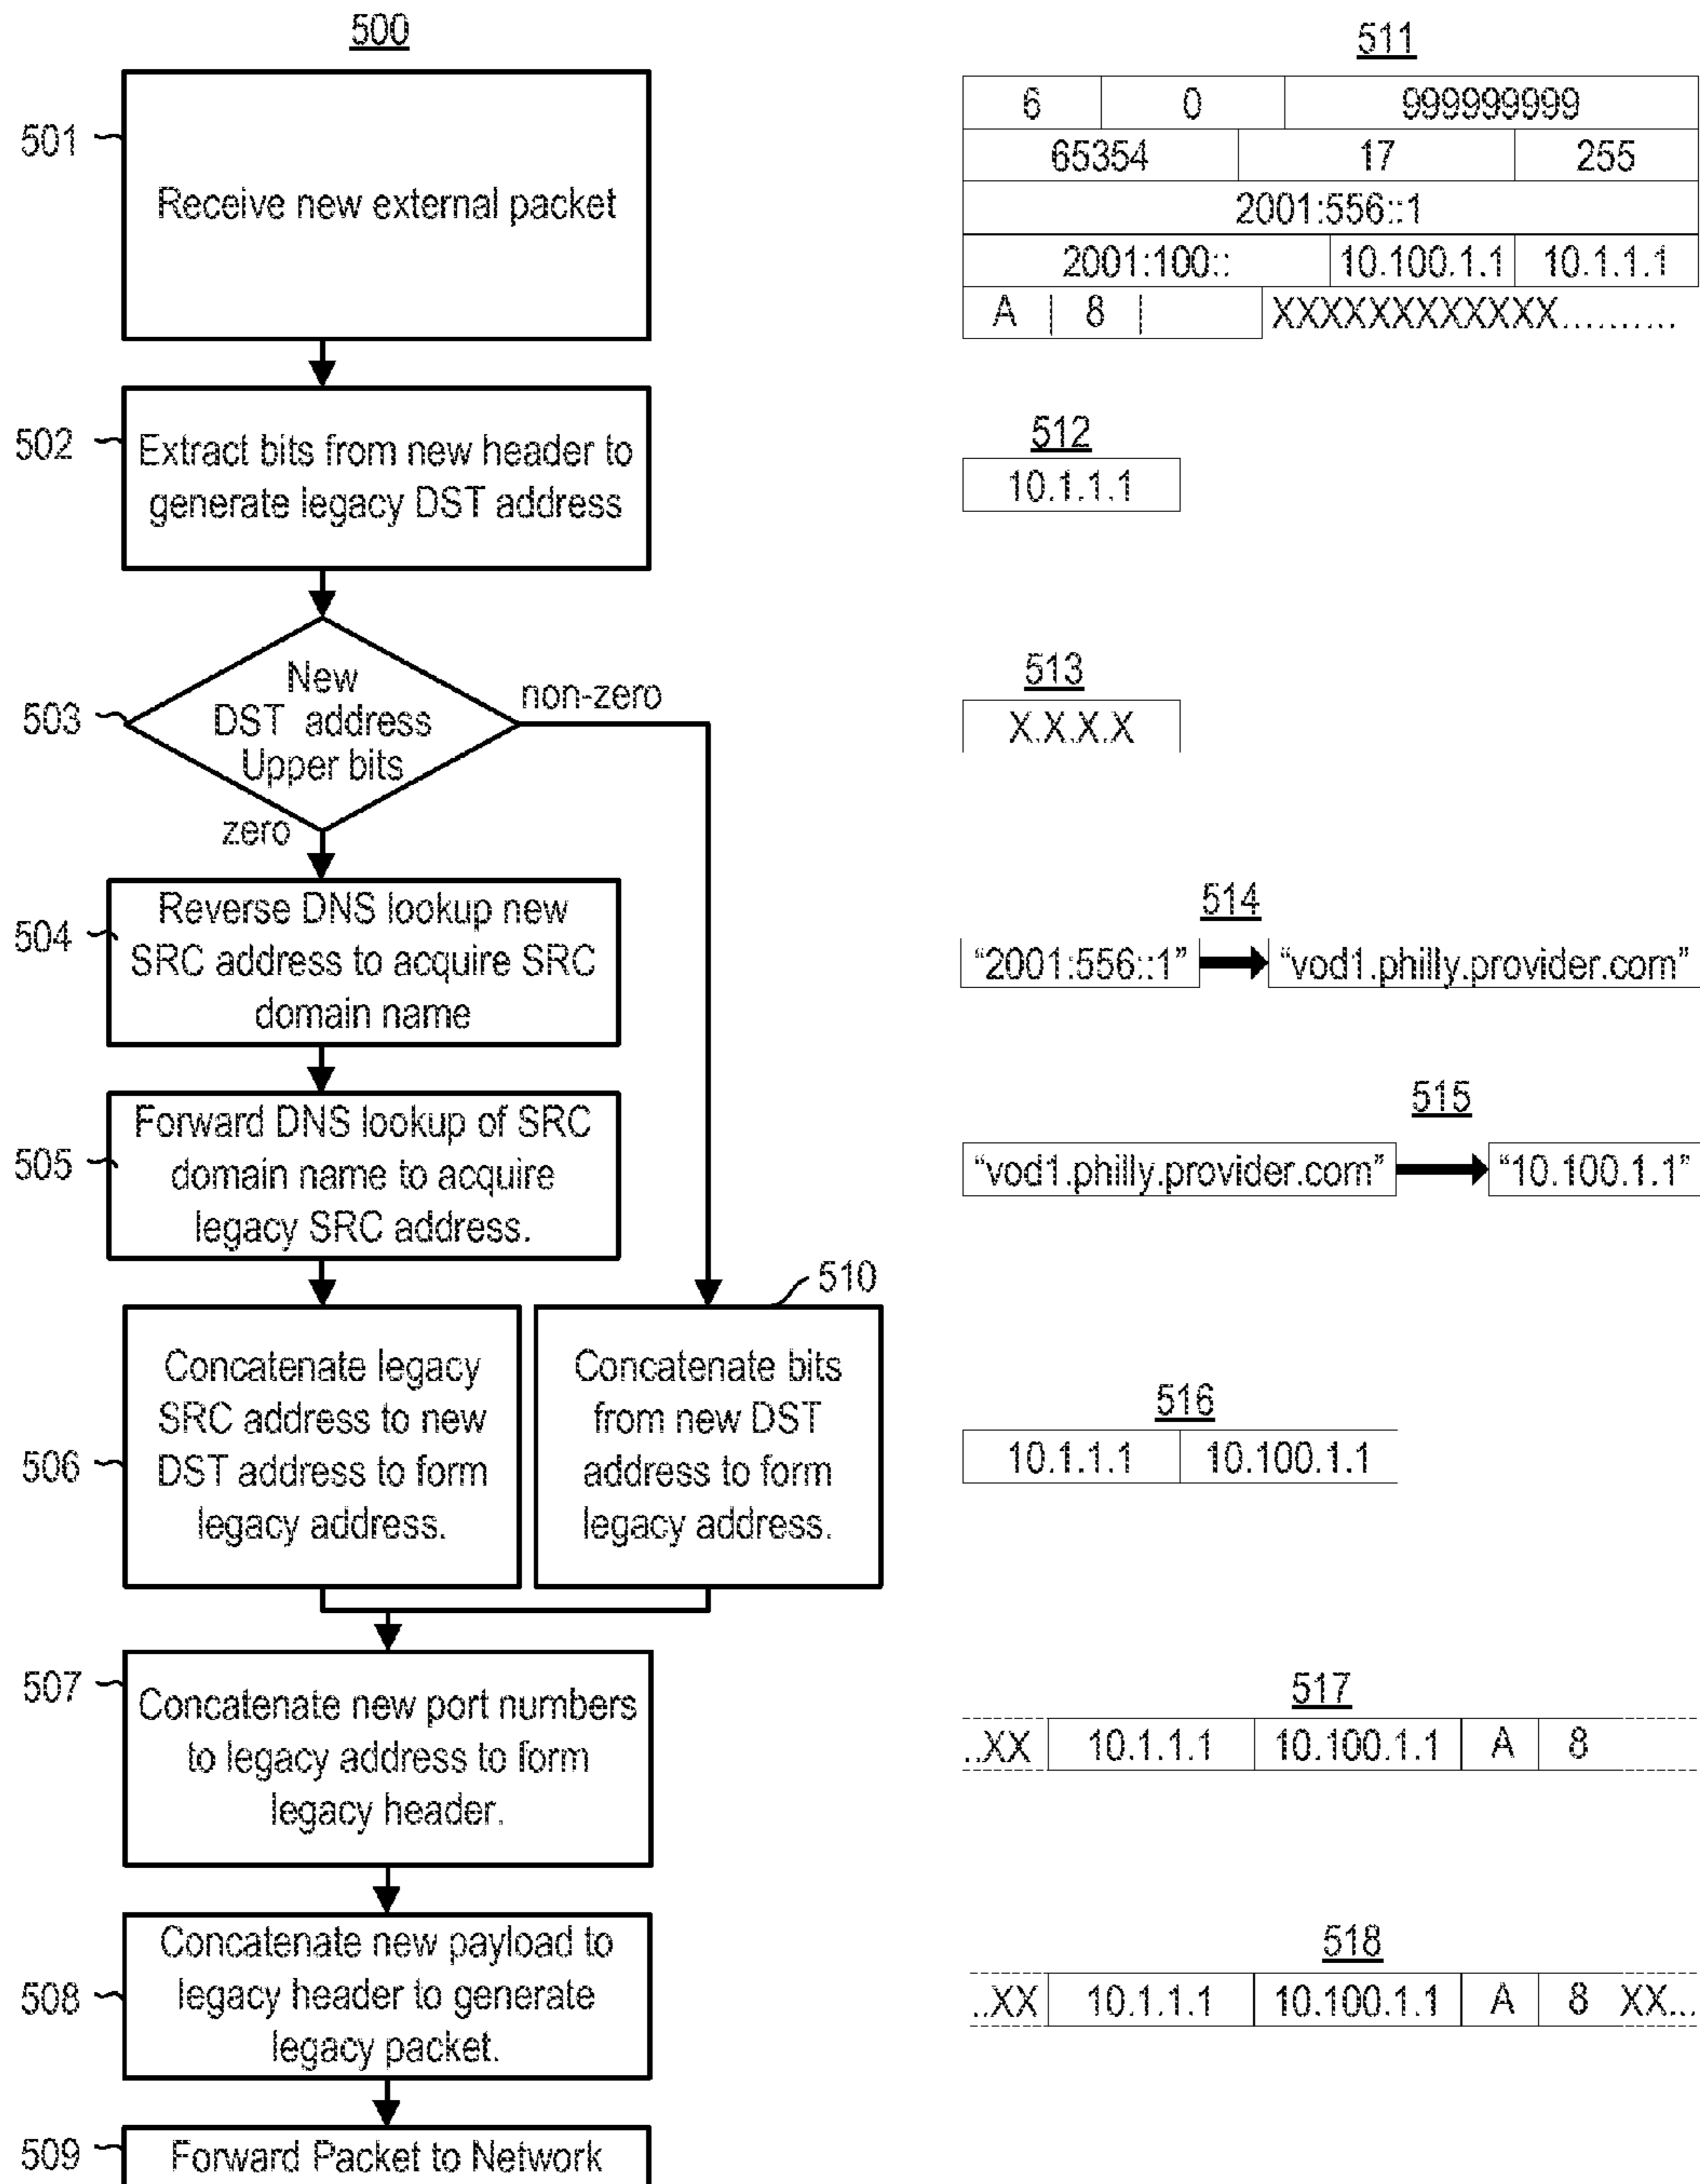 500
501
Receive new external packet
502
Extract bits from new header to
generate legacy DST address
503
New
DST address
Upper bits
non-zero
zero
504
Reverse DNS lookup new
SRC address to acquire SRC
domain name
505
Forward DNS lookup of SRC
domain name to acquire
legacy SRC address.
506
Concatenate legacy
SRC address to new
DST address to form
legacy address.
510
Concatenate bits
from new DST
address to form
legacy address.
507
Concatenate new port numbers
to legacy address to form
legacy header.
508
Concatenate new payload to
legacy header to generate
legacy packet.
509
Forward Packet to Network
511
6 0 999999999
65354 17 255
2001:556::1
2001:100:: 10.100.1.1 10.1.1.1
A | 8 | XXXXXXXXXXXX..........
512
10.1.1.1
513
X.X.X.X
514
“2001:556::1” “vod1.philly.provider.com”
515
“vod1.philly.provider.com” “10.100.1.1”
516
10.1.1.1 10.100.1.1
517
..XX 10.1.1.1 10.100.1.1 A 8
518
..XX 10.1.1.1 10.100.1.1 A 8 XX...